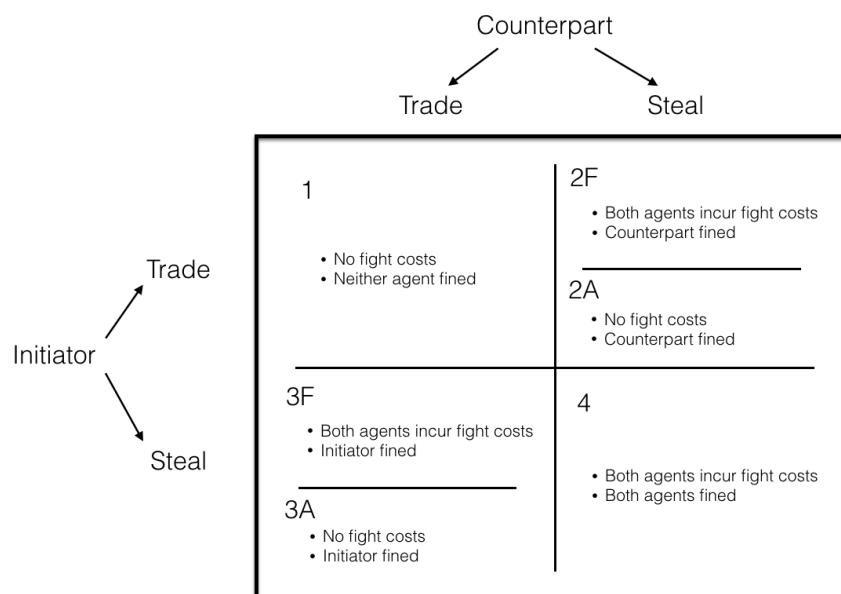 Counterpart
Trade
Steal
1
• No fight costs
• Neither agent fined
2F
• Both agents incur fight costs
• Counterpart fined
2A
• No fight costs
• Counterpart fined
Initiator
Trade
Steal
3F
• Both agents incur fight costs
• Initiator fined
3A
• No fight costs
• Initiator fined
4
• Both agents incur fight costs
• Both agents fined